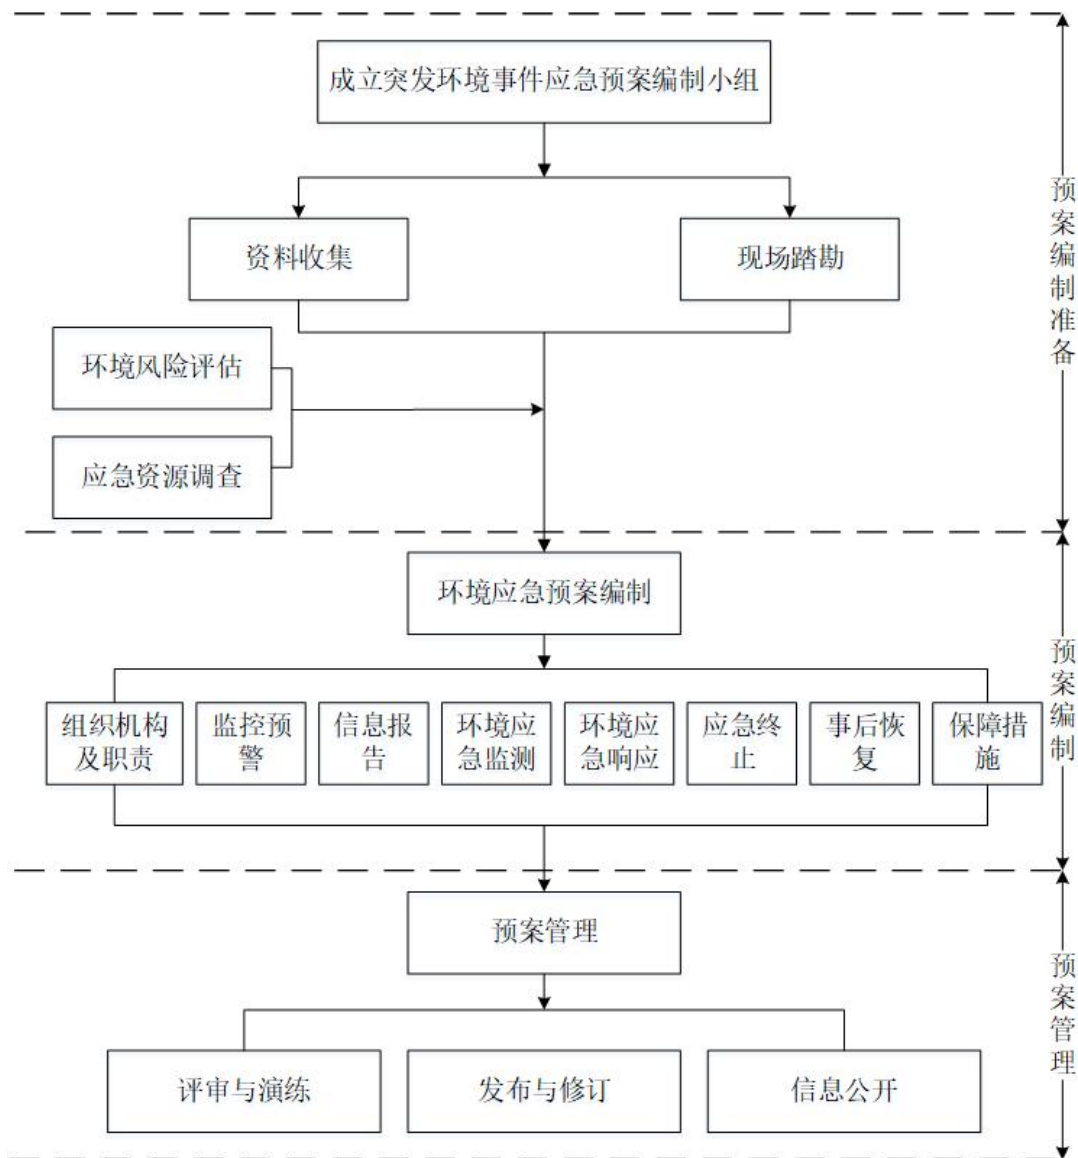 成立突发环境事件应急预案编制小组
资料收集
现场踏勘
环境风险评估
应急资源调查
预案编制准备
环境应急预案编制
组织机构
及职责
监控预
警
信息报
告
环境应
急监测
环境应
急响应
应急终
止
事后恢
复
保障措
施
预案编制
预案管理
评审与演练
发布与修订
信息公开
预案管理